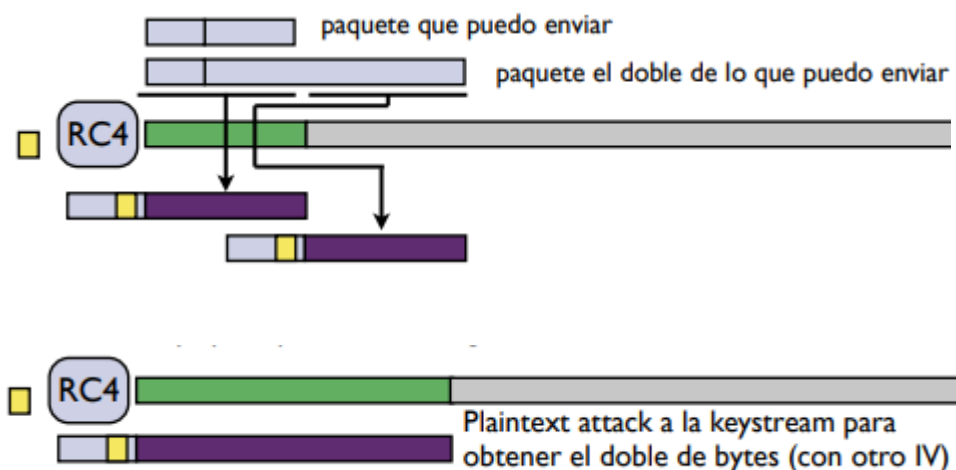 paquete que puedo enviar
paquete el doble de lo que puedo enviar
RC4
RC4
Plaintext attack a la keystream para
obtener el doble de bytes (con otro IV)